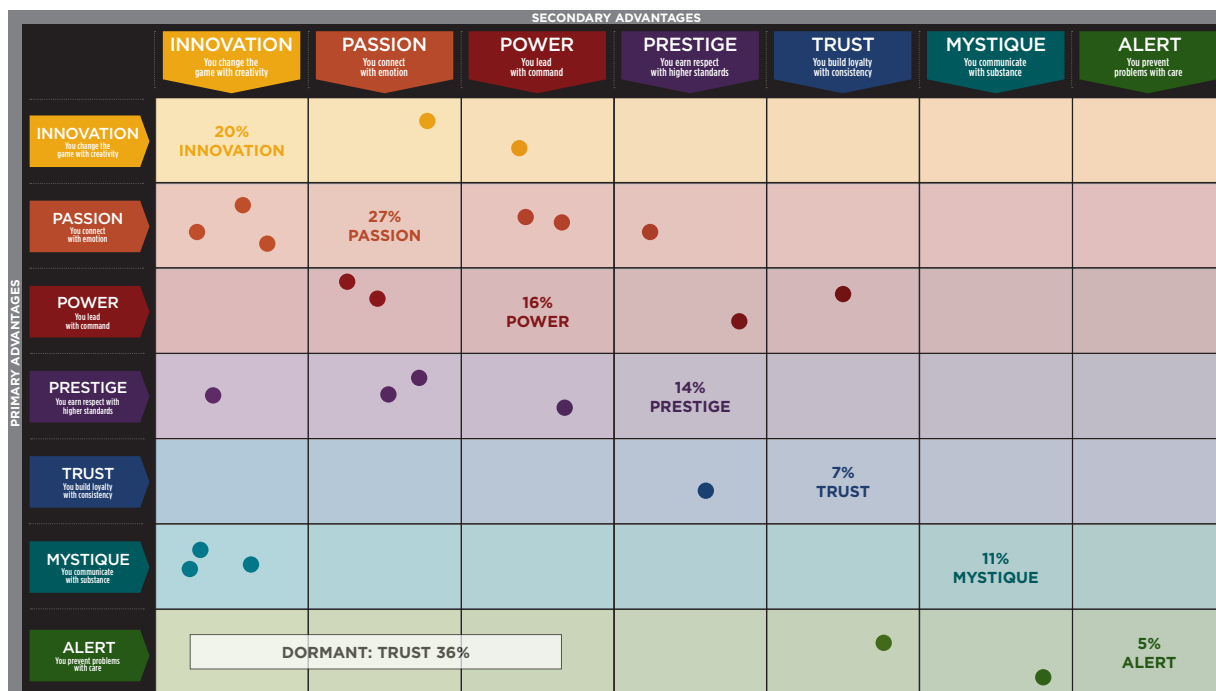 SECONDARY ADVANTAGES
INNOVATION
You change the
game with creativity
PASSION
You connect
with emotion
POWER
You lead
with command
PRESTIGE
You earn respect
with higher standards
TRUST
You build loyalty
with consistency
MYSTIQUE
You communicate
with substance
ALERT
You prevent
problems with care
PRIMARY ADVANTAGES
INNOVATION
You change the
game with creativity
20%
INNOVATION
PASSION
You connect
with emotion
27%
PASSION
POWER
You lead
with command
16%
POWER
PRESTIGE
You earn respect with
higher standards
14%
PRESTIGE
TRUST
You build loyalty
with consistency
7%
TRUST
MYSTIQUE
You communicate
with substance
11%
MYSTIQUE
ALERT
You prevent problems
with care
DORMANT: TRUST 36%
5%
ALERT